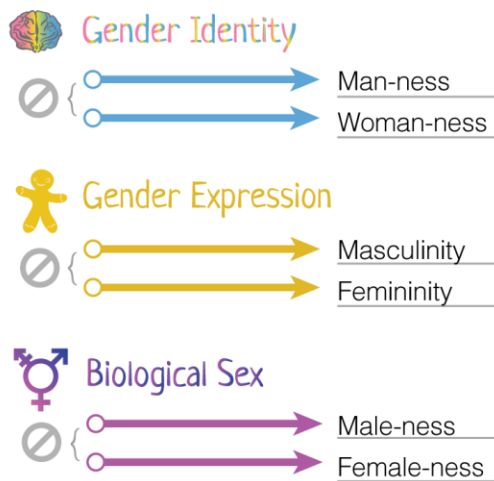 Gender Identity
Man-ness
Woman-ness
Gender Expression
Masculinity
Femininity
Biological Sex
Male-ness
Female-ness